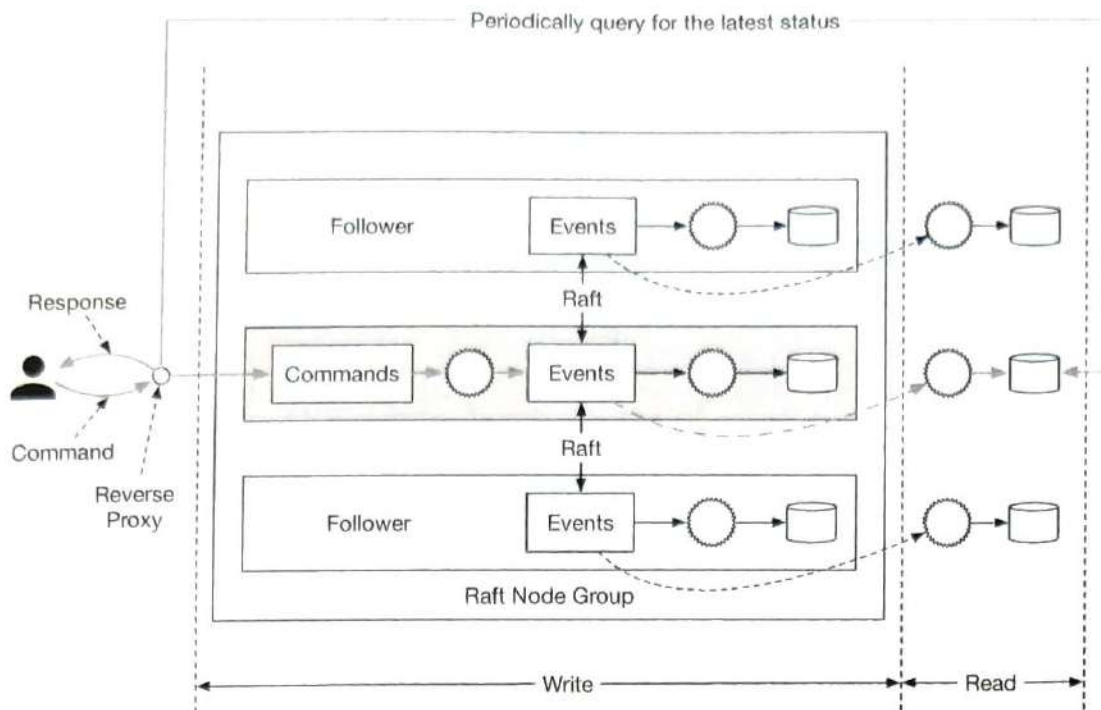 Periodically query for the latest status
Follower
Events
Raft
Response
Commands
Events
Command
Raft
Reverse
Proxy
Follower
Events
Raft Node Group
Write
Read